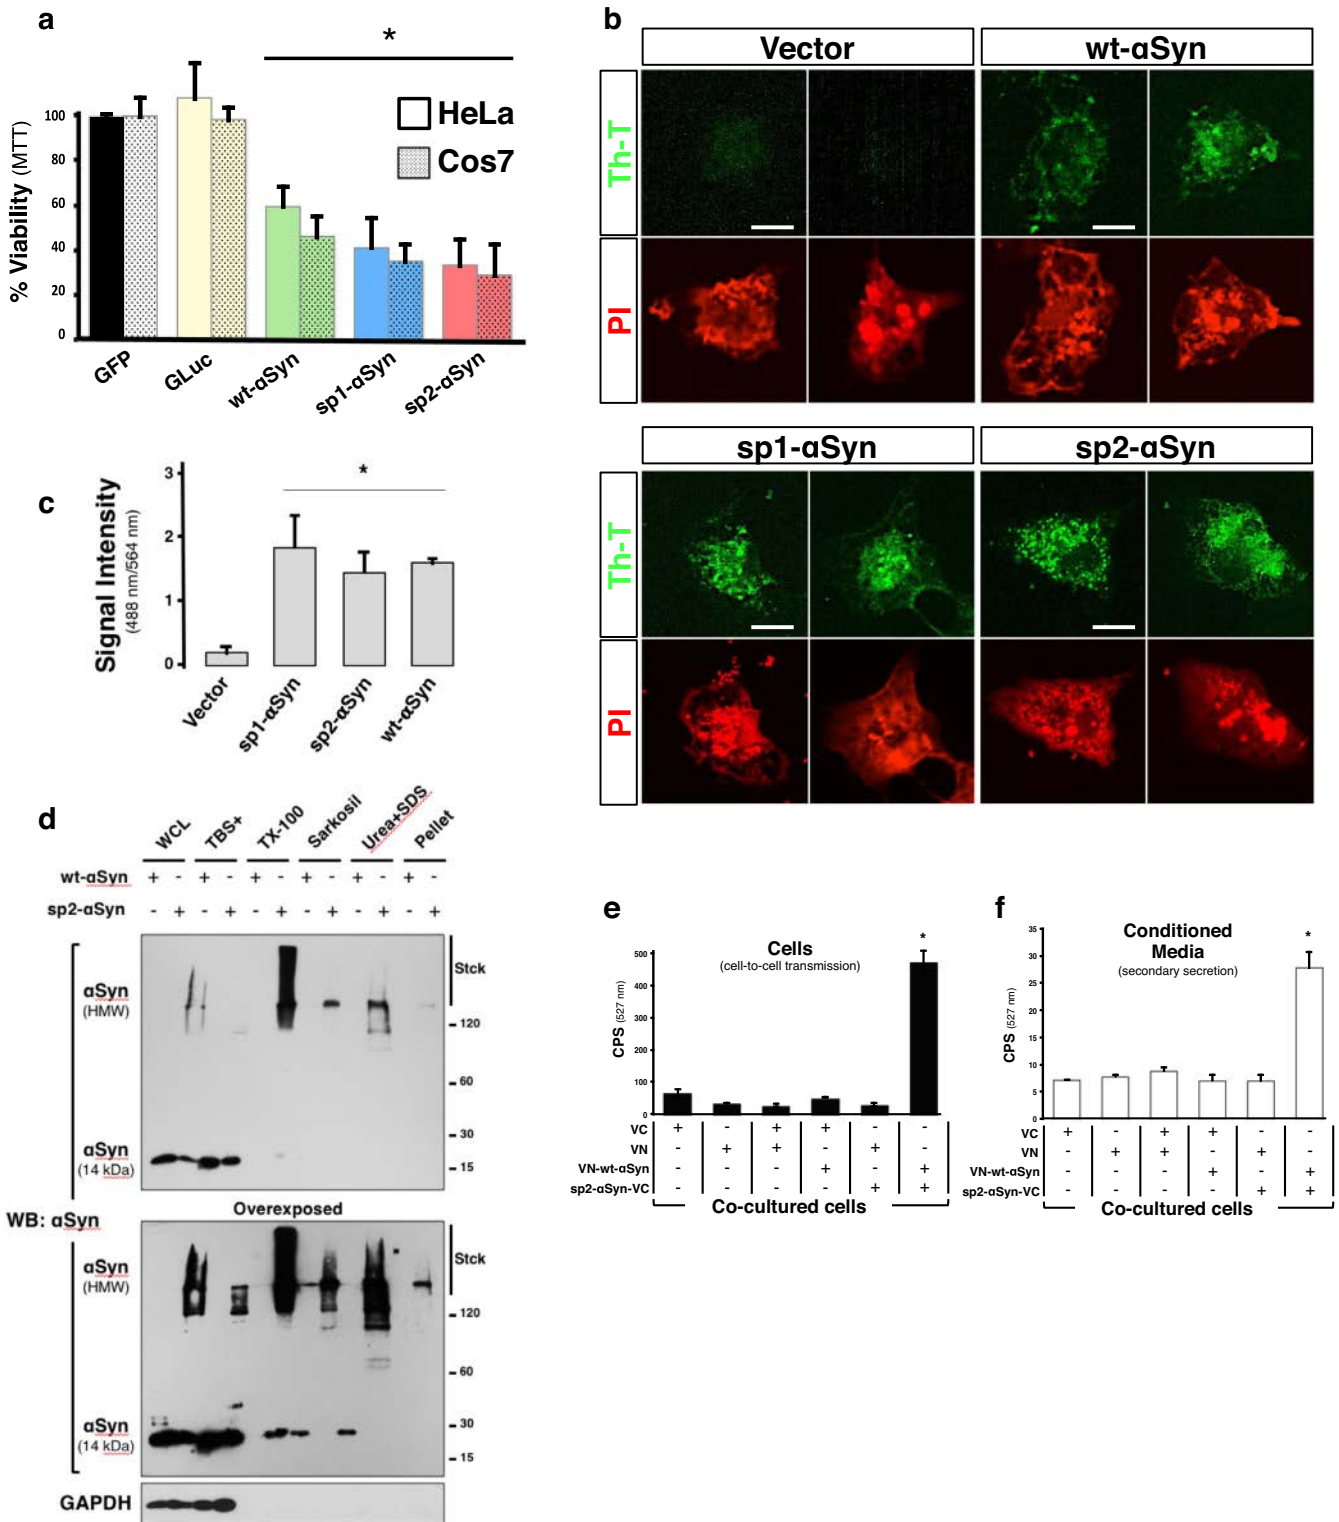 a
*
HeLa
Cos7
% Viability (MTT)
100
80
60
40
20
0
GFP
GLuc
wt-αSyn
sp1-αSyn
sp2-αSyn
b
Vector
wt-αSyn
Th-T
PI
sp1-αSyn
sp2-αSyn
Th-T
PI
c
*
Signal Intensity
(488 nm/564 nm)
3
2
1
0
Vector
sp1-αSyn
sp2-αSyn
wt-αSyn
d
WCL
TBS+
TX-100
Sarkosil
Urea+SDS
Pellet
wt-αSyn + - + - + - + - + - + -
sp2-αSyn - + - + - + - + - + - +
αSyn
(HMW)
αSyn
(14 kDa)
Stck
120
60
30
15
Overexposed
WB: αSyn
αSyn
(HMW)
αSyn
(14 kDa)
Stck
120
60
30
15
GAPDH
e
Cells
(cell-to-cell transmission)
*
CPS (527 nm)
500
400
300
200
100
0
VC + - + + - -
VN - + + - + -
VN-wt-αSyn - - - + - +
sp2-αSyn-VC - - - - + +
Co-cultured cells
f
Conditioned
Media
(secondary secretion)
*
CPS (527 nm)
35
30
25
20
15
10
5
0
VC + - + + - -
VN - + + - + -
VN-wt-αSyn - - - + - +
sp2-αSyn-VC - - - - + +
Co-cultured cells